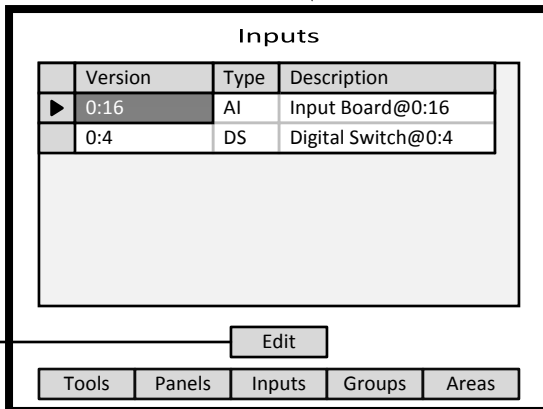 Inputs
Version Type Description
0:16 AI Input Board@0:16
0:4 DS Digital Switch@0:4
Edit
Tools Panels Inputs Groups Areas